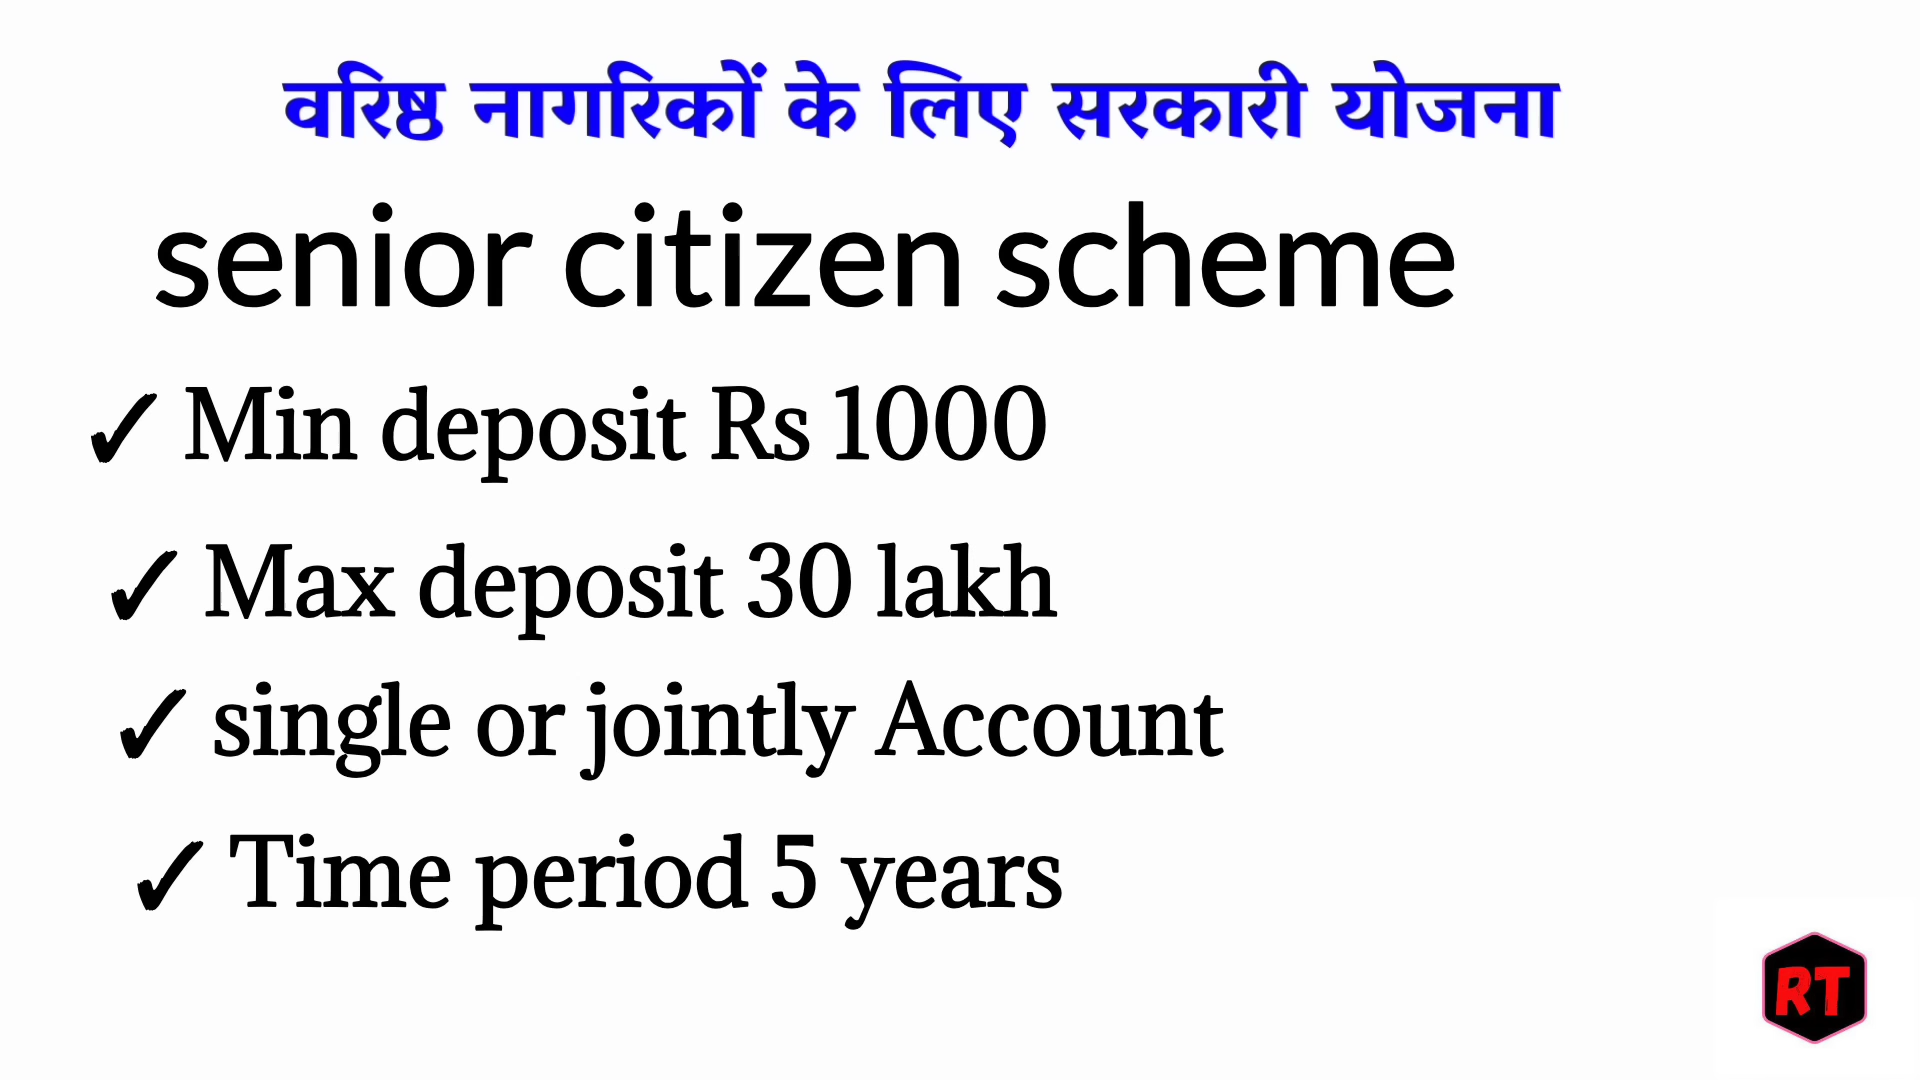 वरिष्ठ नागरिकों के लिए सरकारी योजना
senior citizen scheme
✓ Min deposit Rs 1000
✓ Max deposit 30 lakh
✓ single or jointly Account
✓ Time period 5 years
RT